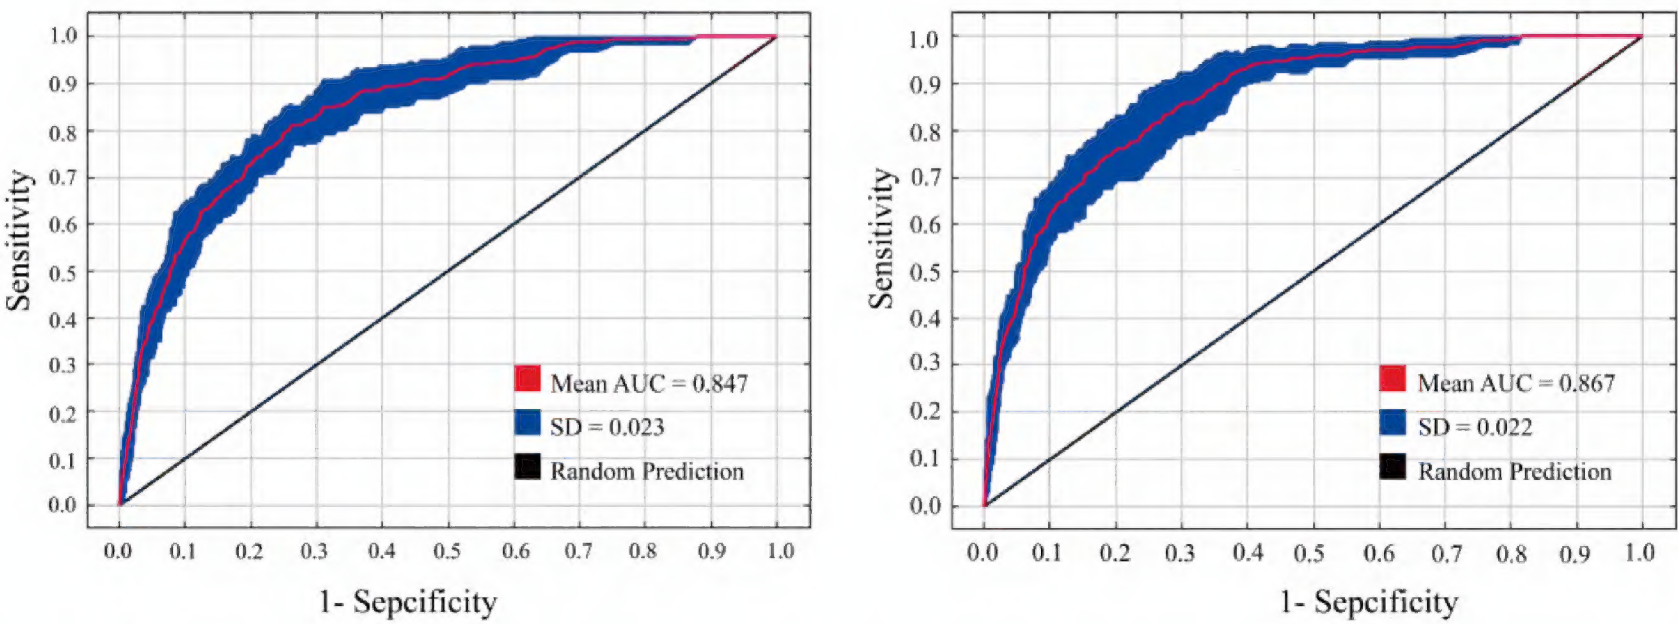 1.0
0.9
0.8
0.7
0.6
0.5
0.4
0.3
0.2
0.1
0.0
Sensitivity
Mean AUC = 0.847
SD = 0.023
Random Prediction
0.0 0.1 0.2 0.3 0.4 0.5 0.6 0.7 0.8 0.9 1.0
1- Sepcificity
1.0
0.9
0.8
0.7
0.6
0.5
0.4
0.3
0.2
0.1
0.0
Sensitivity
Mean AUC = 0.867
SD = 0.022
Random Prediction
0.0 0.1 0.2 0.3 0.4 0.5 0.6 0.7 0.8 0.9 1.0
1- Sepcificity